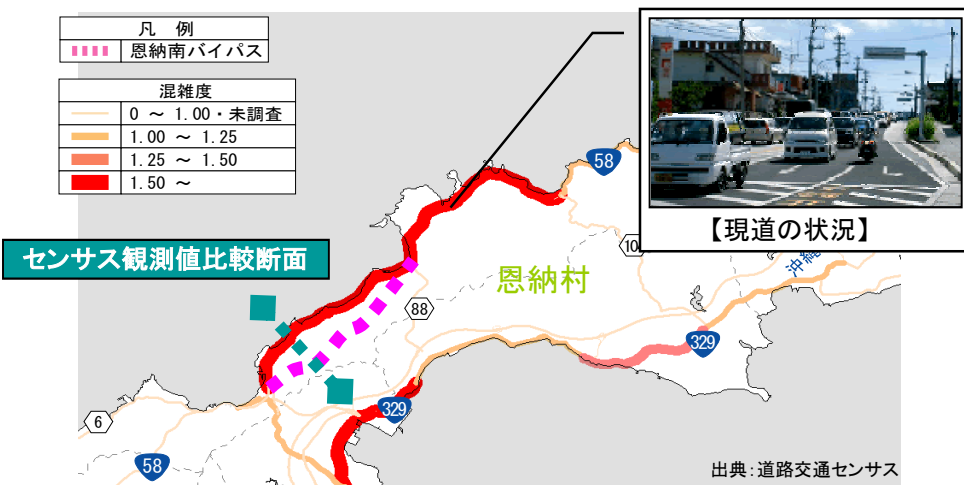 凡 例
恩納南バイパス
混雑度
0 ～ 1.00・未調査
1.00 ～ 1.25
1.25 ～ 1.50
1.50 ～
【現道の状況】
58
センサス観測値比較断面
恩納村
沖縄
88
329
329
6
58
出典：道路交通センサス